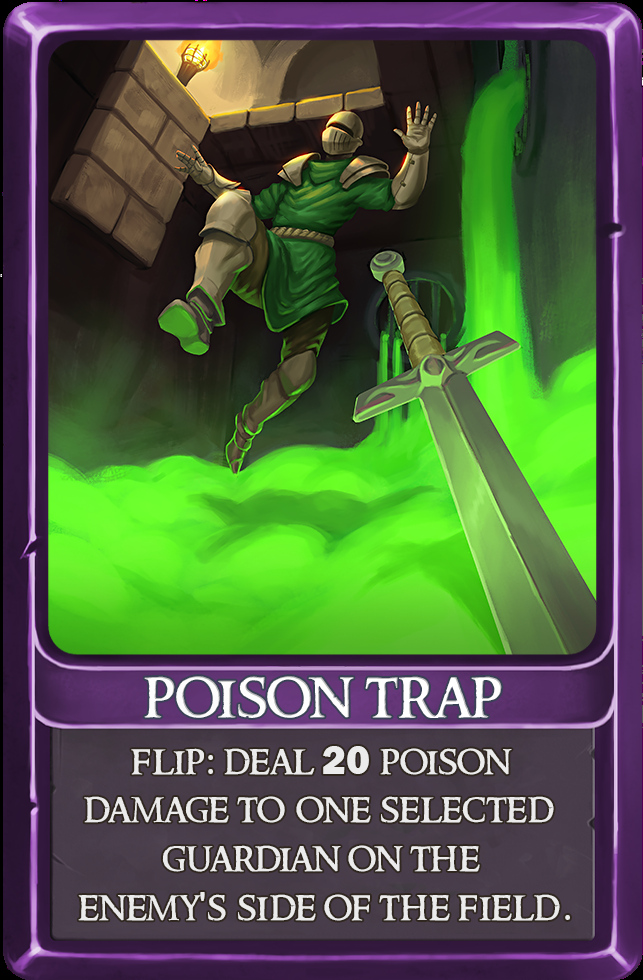 POISON TRAP
FLIP: DEAL 20 POISON
DAMAGE TO ONE SELECTED
GUARDIAN ON THE
ENEMY'S SIDE OF THE FIELD.